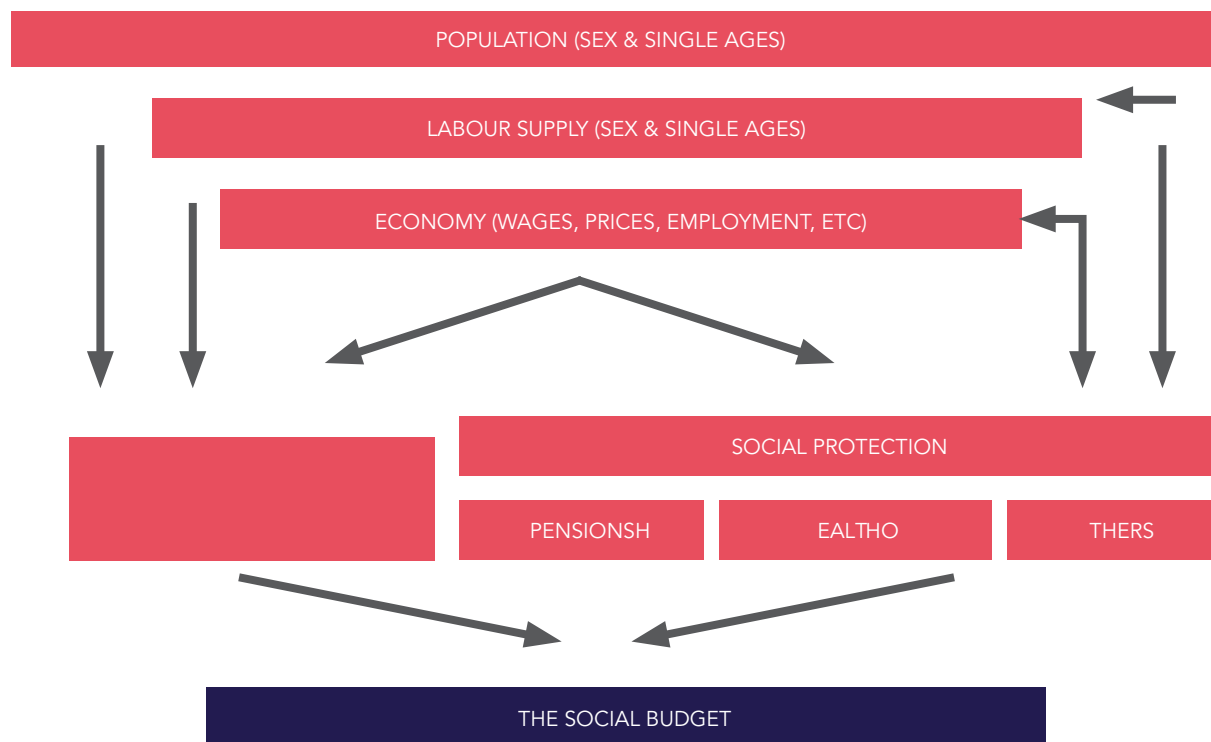 POPULATION (SEX & SINGLE AGES)
LABOUR SUPPLY (SEX & SINGLE AGES)
ECONOMY (WAGES, PRICES, EMPLOYMENT, ETC)
SOCIAL PROTECTION
PENSIONSH
EALTHO
THERS
THE SOCIAL BUDGET